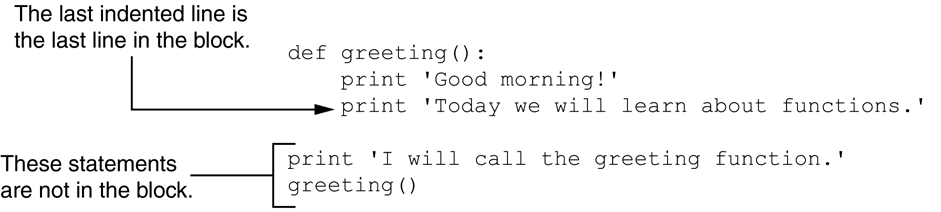 The last indented line is
the last line in the block.
def greeting():
    print 'Good morning!'
    print 'Today we will learn about functions.'
These statements
are not in the block.
print 'I will call the greeting function.'
greeting()